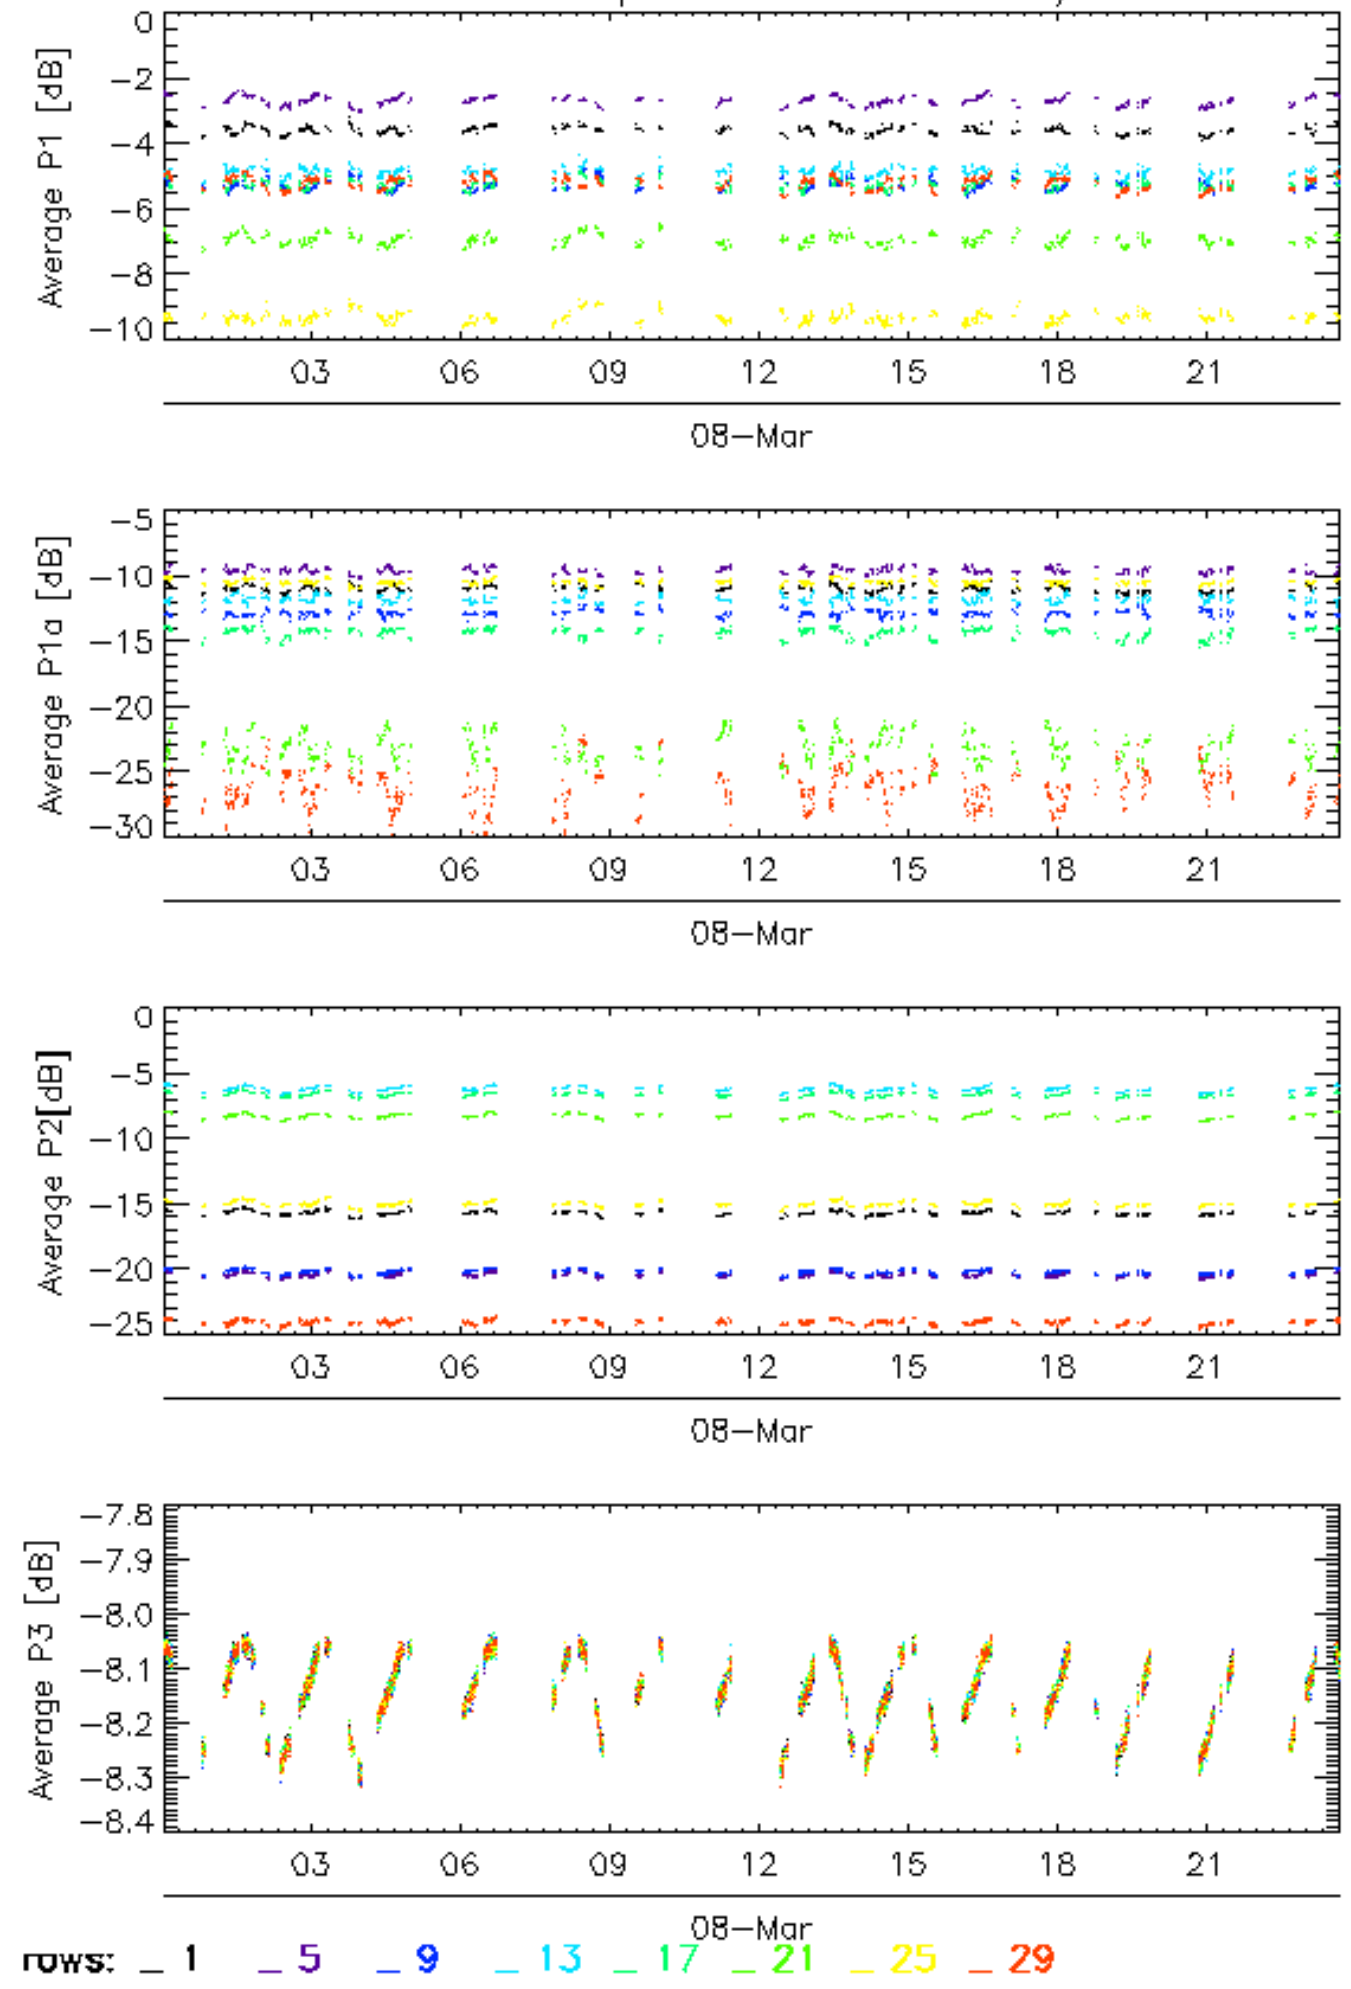 Average P1 [dB]
0
−2
−4
−6
−8
−10
03 06 09 12 15 18 21
08−Mar
Average P1a [dB]
−5
−10
−15
−20
−25
−30
03 06 09 12 15 18 21
08−Mar
Average P2[dB]
0
−5
−10
−15
−20
−25
03 06 09 12 15 18 21
08−Mar
Average P3 [dB]
−7.8
−7.9
−8.0
−8.1
−8.2
−8.3
−8.4
03 06 09 12 15 18 21
08−Mar
rows: _ 1 _ 5 _ 9 _ 13 _ 17 _ 21 _ 25 _ 29